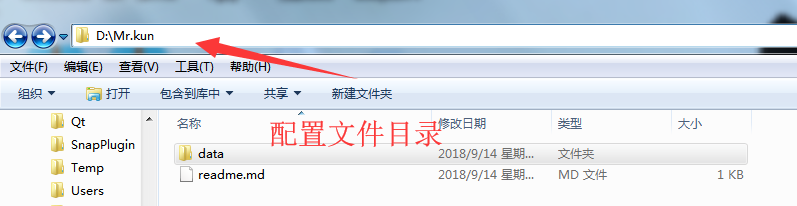 D:\Mr.kun
文件(F) 编辑(E) 查看(V) 工具(T) 帮助(H)
组织 打开 包含到库中 共享 新建文件夹
Qt
SnapPlugin
Temp
Users
名称 修改日期 类型 大小
配置文件目录
data 2018/9/14 星期... 文件夹
readme.md 2018/9/14 星期... MD 文件 1 KB